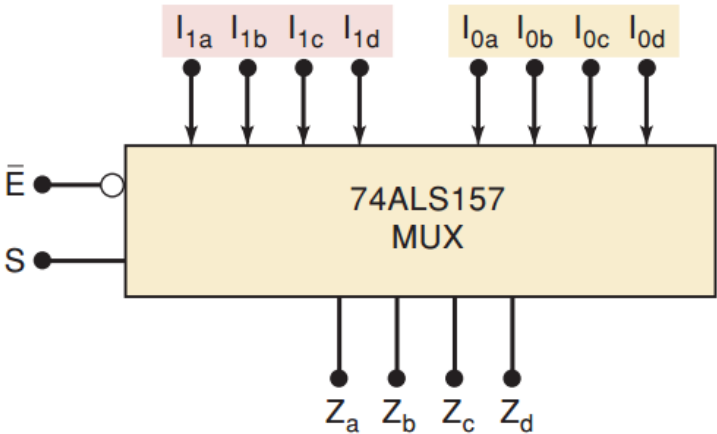 I₁ₐ I₁b I₁c I₁d I₀ₐ I₀b I₀c I₀d
E̅
74ALS157
MUX
S
Zₐ Zb Zc Zd